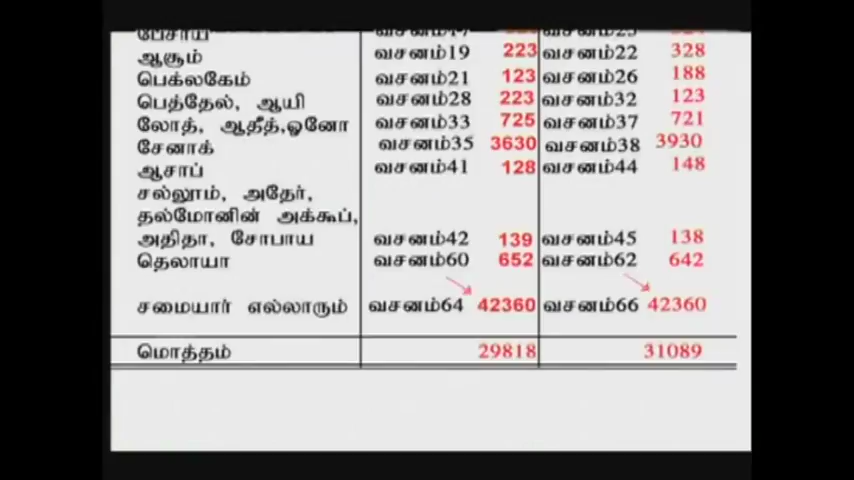 பேசாய்
ஆசூம் வசனம்19 223 வசனம்22 328
பெக்லகேம் வசனம்21 123 வசனம்26 188
பெத்தேல், ஆயி வசனம்28 223 வசனம்32 123
லோத், ஆதீத்,ஓனோ வசனம்33 725 வசனம்37 721
சேனாக் வசனம்35 3630 வசனம்38 3930
ஆசாப் வசனம்41 128 வசனம்44 148
சல்லூம், அதேர்,
தல்மோனின் அக்கூப்,
அதிதா, சோபாய வசனம்42 139 வசனம்45 138
தெலாயா வசனம்60 652 வசனம்62 642
சமையார் எல்லாரும் வசனம்64 42360 வசனம்66 42360
மொத்தம் 29818 31089